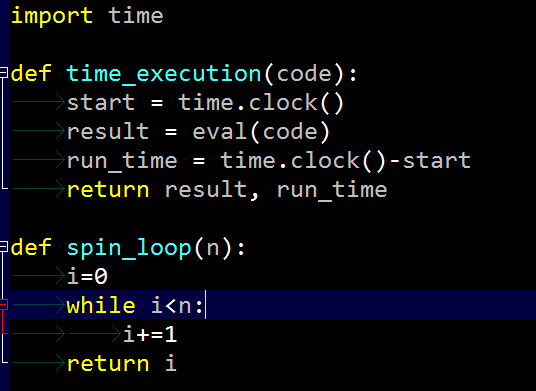 import time

def time_execution(code):
    start = time.clock()
    result = eval(code)
    run_time = time.clock()-start
    return result, run_time

def spin_loop(n):
    i=0
    while i<n:
        i+=1
    return i